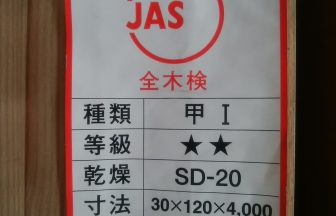 JAS
全木検
種類 甲 I
等級 ★★
乾燥 SD-20
寸法 30×120×4,000